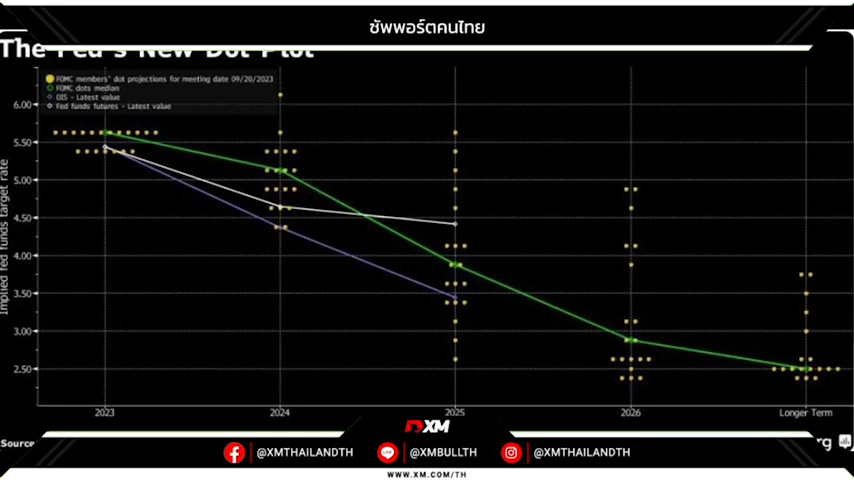 ซัพพอร์ตคนไทย
The Fed's New Dot Plot
FOMC members' dot projections for meeting date 09/20/2023
FOMC dots median
OIS - Latest value
Fed funds futures - Latest value
Implied fed funds target rate
6.00
5.50
5.00
4.50
4.00
3.50
3.00
2.50
2023
2024
2025
2026
Longer Term
XM
Source
@XMTHAILANDTH
@XMBULLTH
@XMTHAILANDTH
WWW.XM.COM/TH